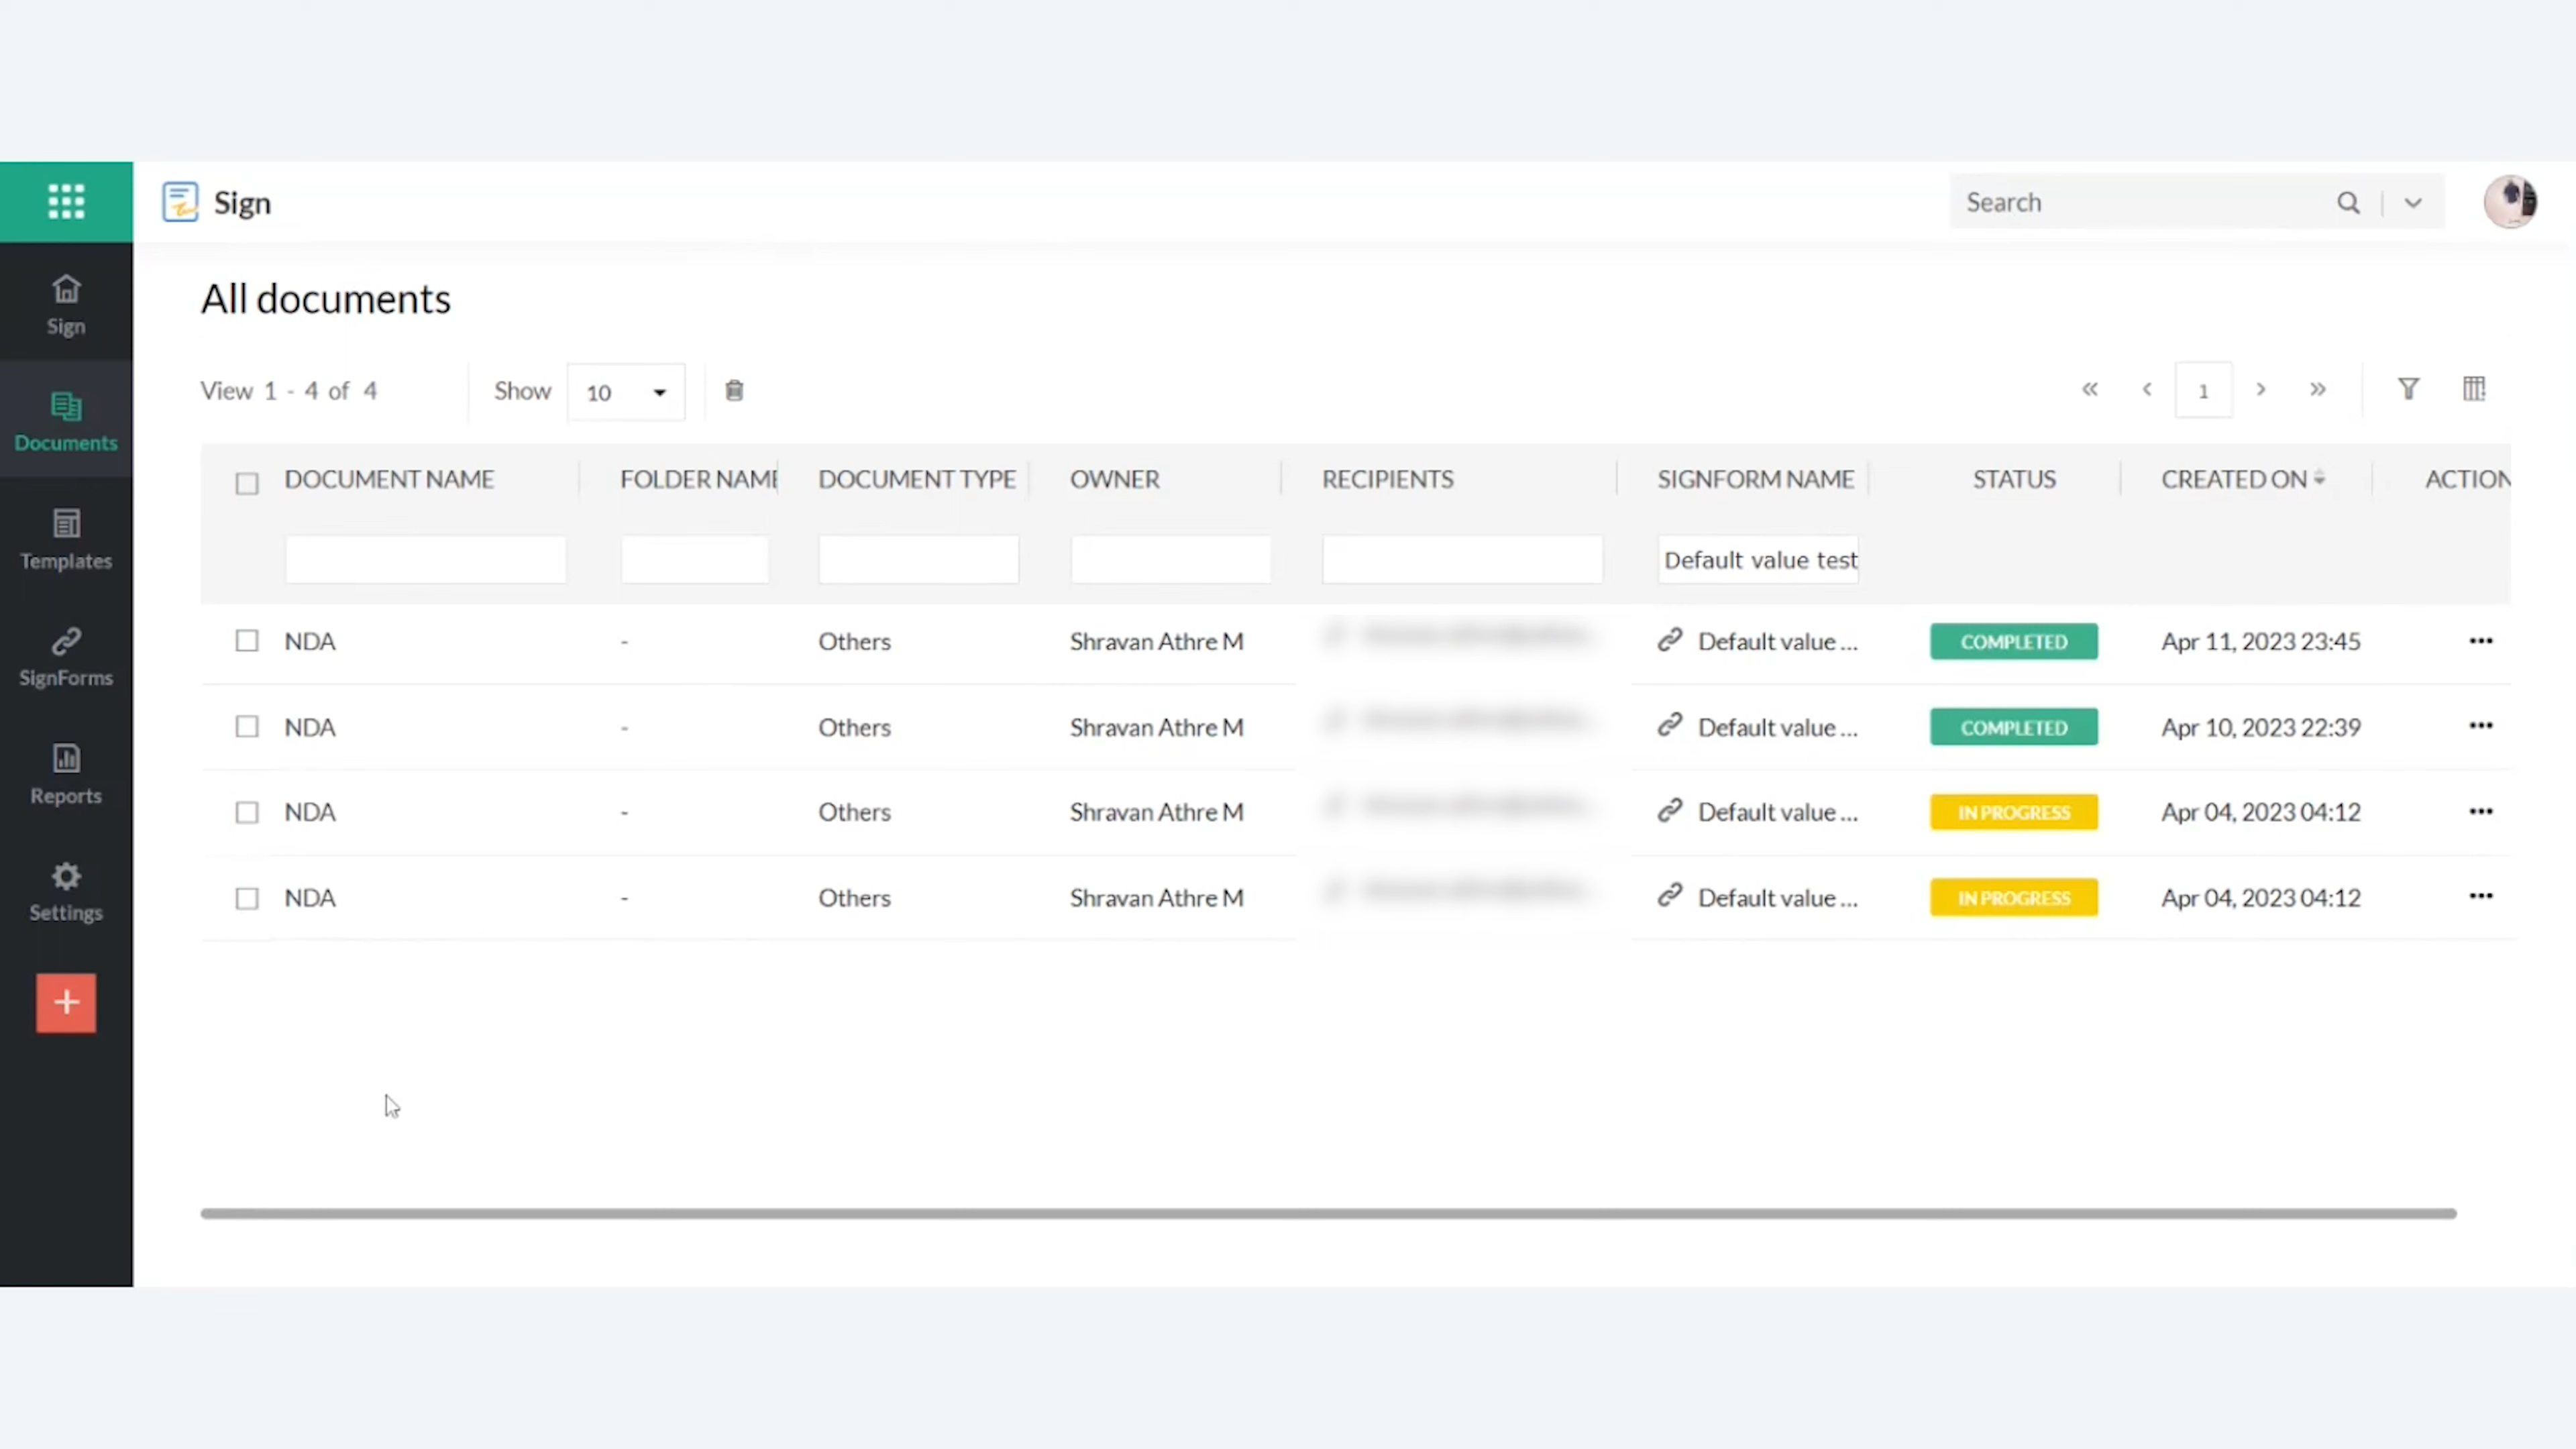 Sign
Search
Sign
Documents
Templates
SignForms
Reports
Settings
All documents
View 1 - 4 of 4
Show 10
1
DOCUMENT NAME FOLDER NAME DOCUMENT TYPE OWNER RECIPIENTS SIGNFORM NAME STATUS CREATED ON ACTION
Default value test
NDA - Others Shravan Athre M Default value ... COMPLETED Apr 11, 2023 23:45
NDA - Others Shravan Athre M Default value ... COMPLETED Apr 10, 2023 22:39
NDA - Others Shravan Athre M Default value ... IN PROGRESS Apr 04, 2023 04:12
NDA - Others Shravan Athre M Default value ... IN PROGRESS Apr 04, 2023 04:12